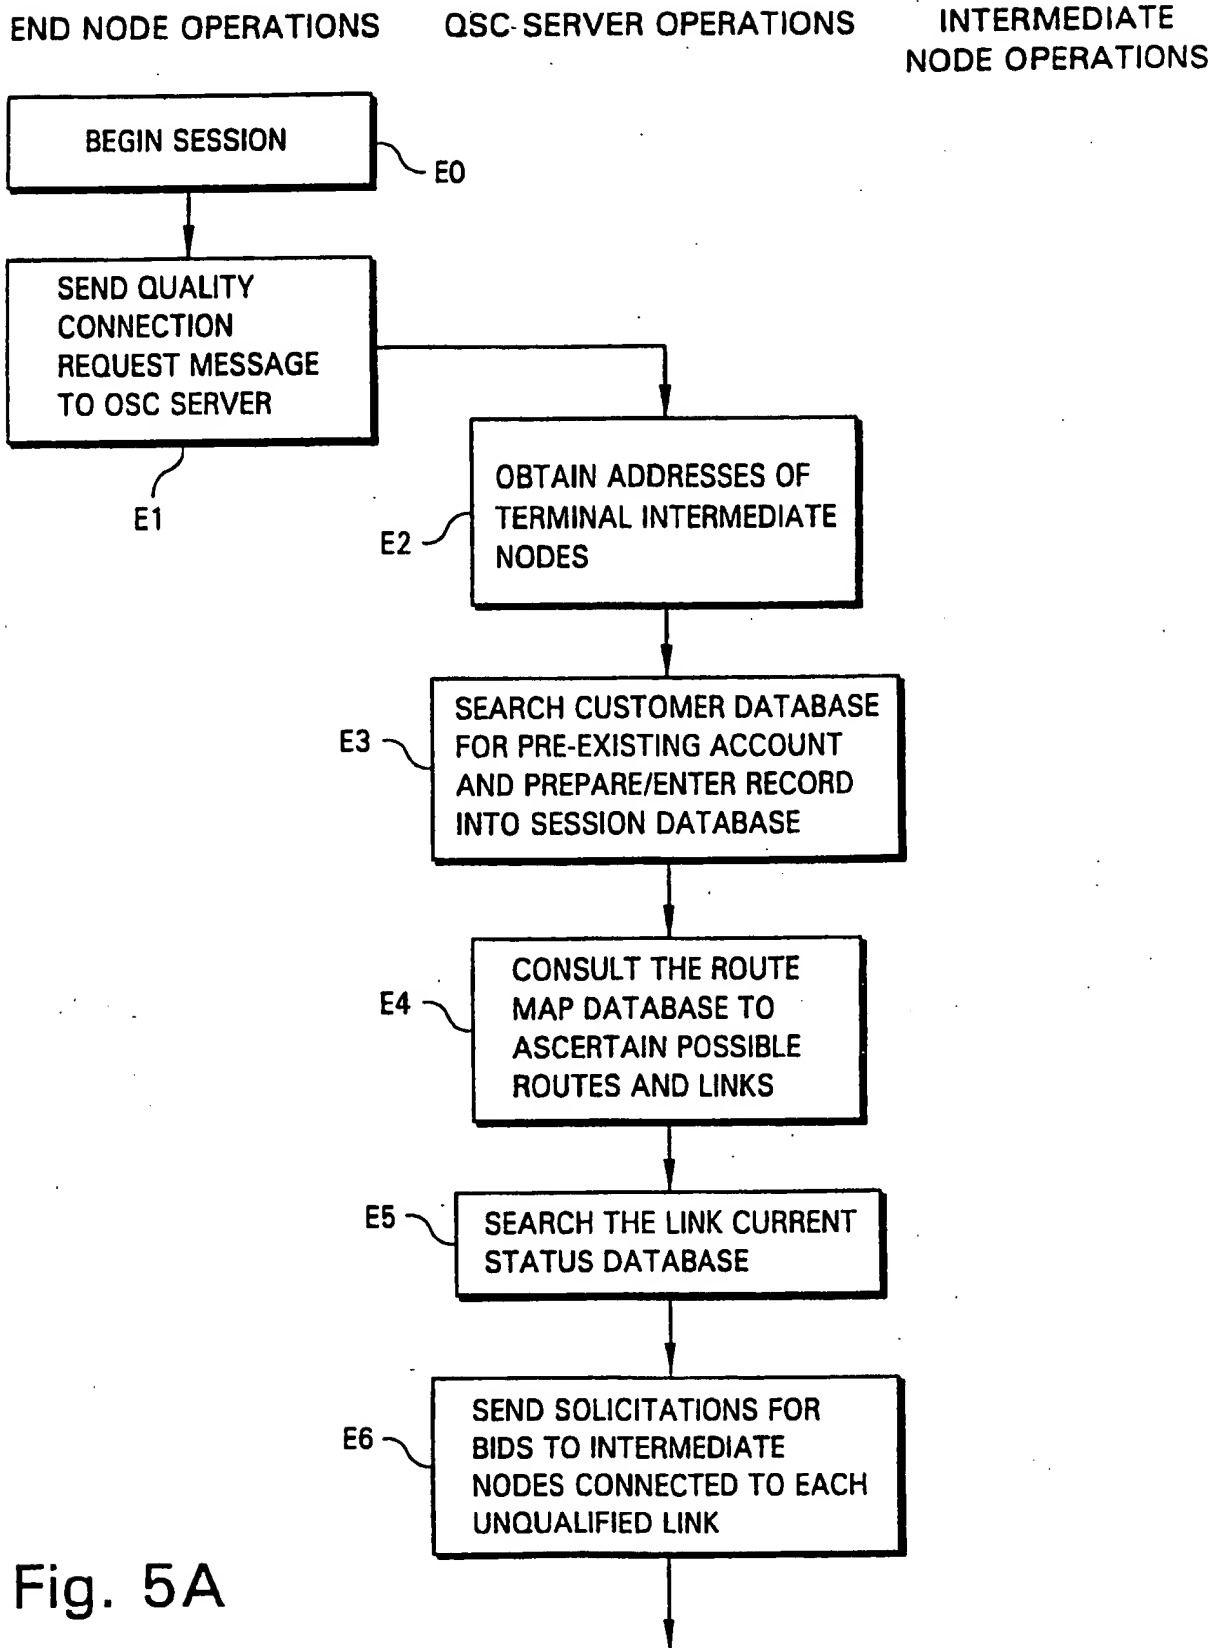 END NODE OPERATIONS
QSC-SERVER OPERATIONS
INTERMEDIATE
NODE OPERATIONS
BEGIN SESSION
E0
SEND QUALITY
CONNECTION
REQUEST MESSAGE
TO OSC SERVER
E1
OBTAIN ADDRESSES OF
TERMINAL INTERMEDIATE
NODES
E2
SEARCH CUSTOMER DATABASE
FOR PRE-EXISTING ACCOUNT
AND PREPARE/ENTER RECORD
INTO SESSION DATABASE
E3
CONSULT THE ROUTE
MAP DATABASE TO
ASCERTAIN POSSIBLE
ROUTES AND LINKS
E4
SEARCH THE LINK CURRENT
STATUS DATABASE
E5
SEND SOLICITATIONS FOR
BIDS TO INTERMEDIATE
NODES CONNECTED TO EACH
UNQUALIFIED LINK
E6
Fig. 5A